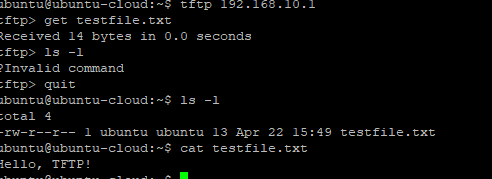 ubuntu@ubuntu-cloud:~$ tftp 192.168.10.1
tftp> get testfile.txt
Received 14 bytes in 0.0 seconds
tftp> ls -l
?Invalid command
tftp> quit
ubuntu@ubuntu-cloud:~$ ls -l
total 4
-rw-r--r-- 1 ubuntu ubuntu 13 Apr 22 15:49 testfile.txt
ubuntu@ubuntu-cloud:~$ cat testfile.txt
Hello, TFTP!
ubuntu@ubuntu-cloud:~$